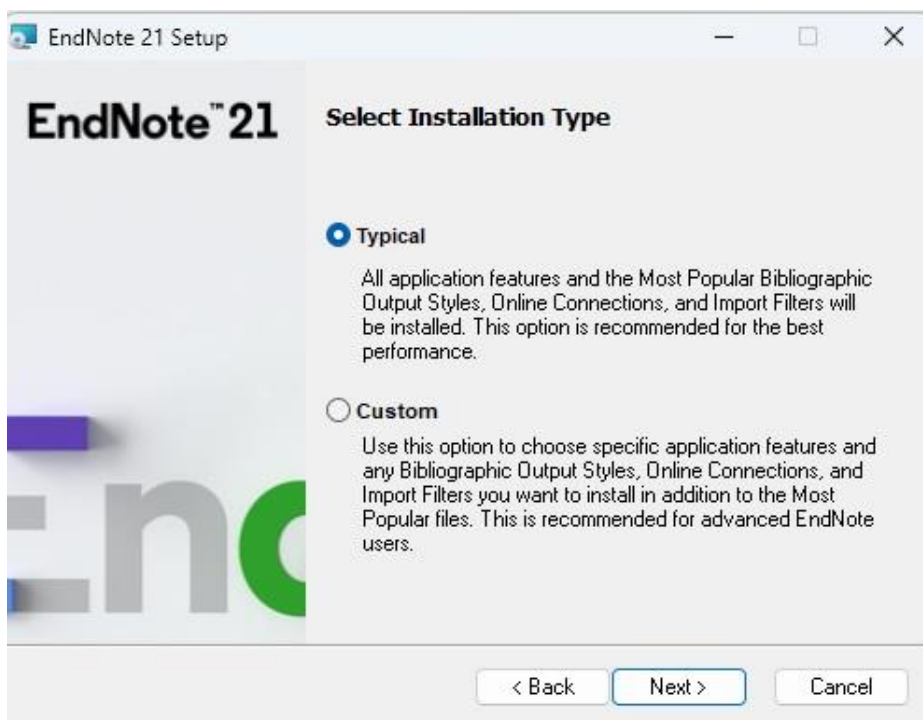 EndNote 21 Setup
EndNote™ 21
Select Installation Type
Typical
All application features and the Most Popular Bibliographic
Output Styles, Online Connections, and Import Filters will
be installed. This option is recommended for the best
performance.
Custom
Use this option to choose specific application features and
any Bibliographic Output Styles, Online Connections, and
Import Filters you want to install in addition to the Most
Popular files. This is recommended for advanced EndNote
users.
< Back
Next >
Cancel